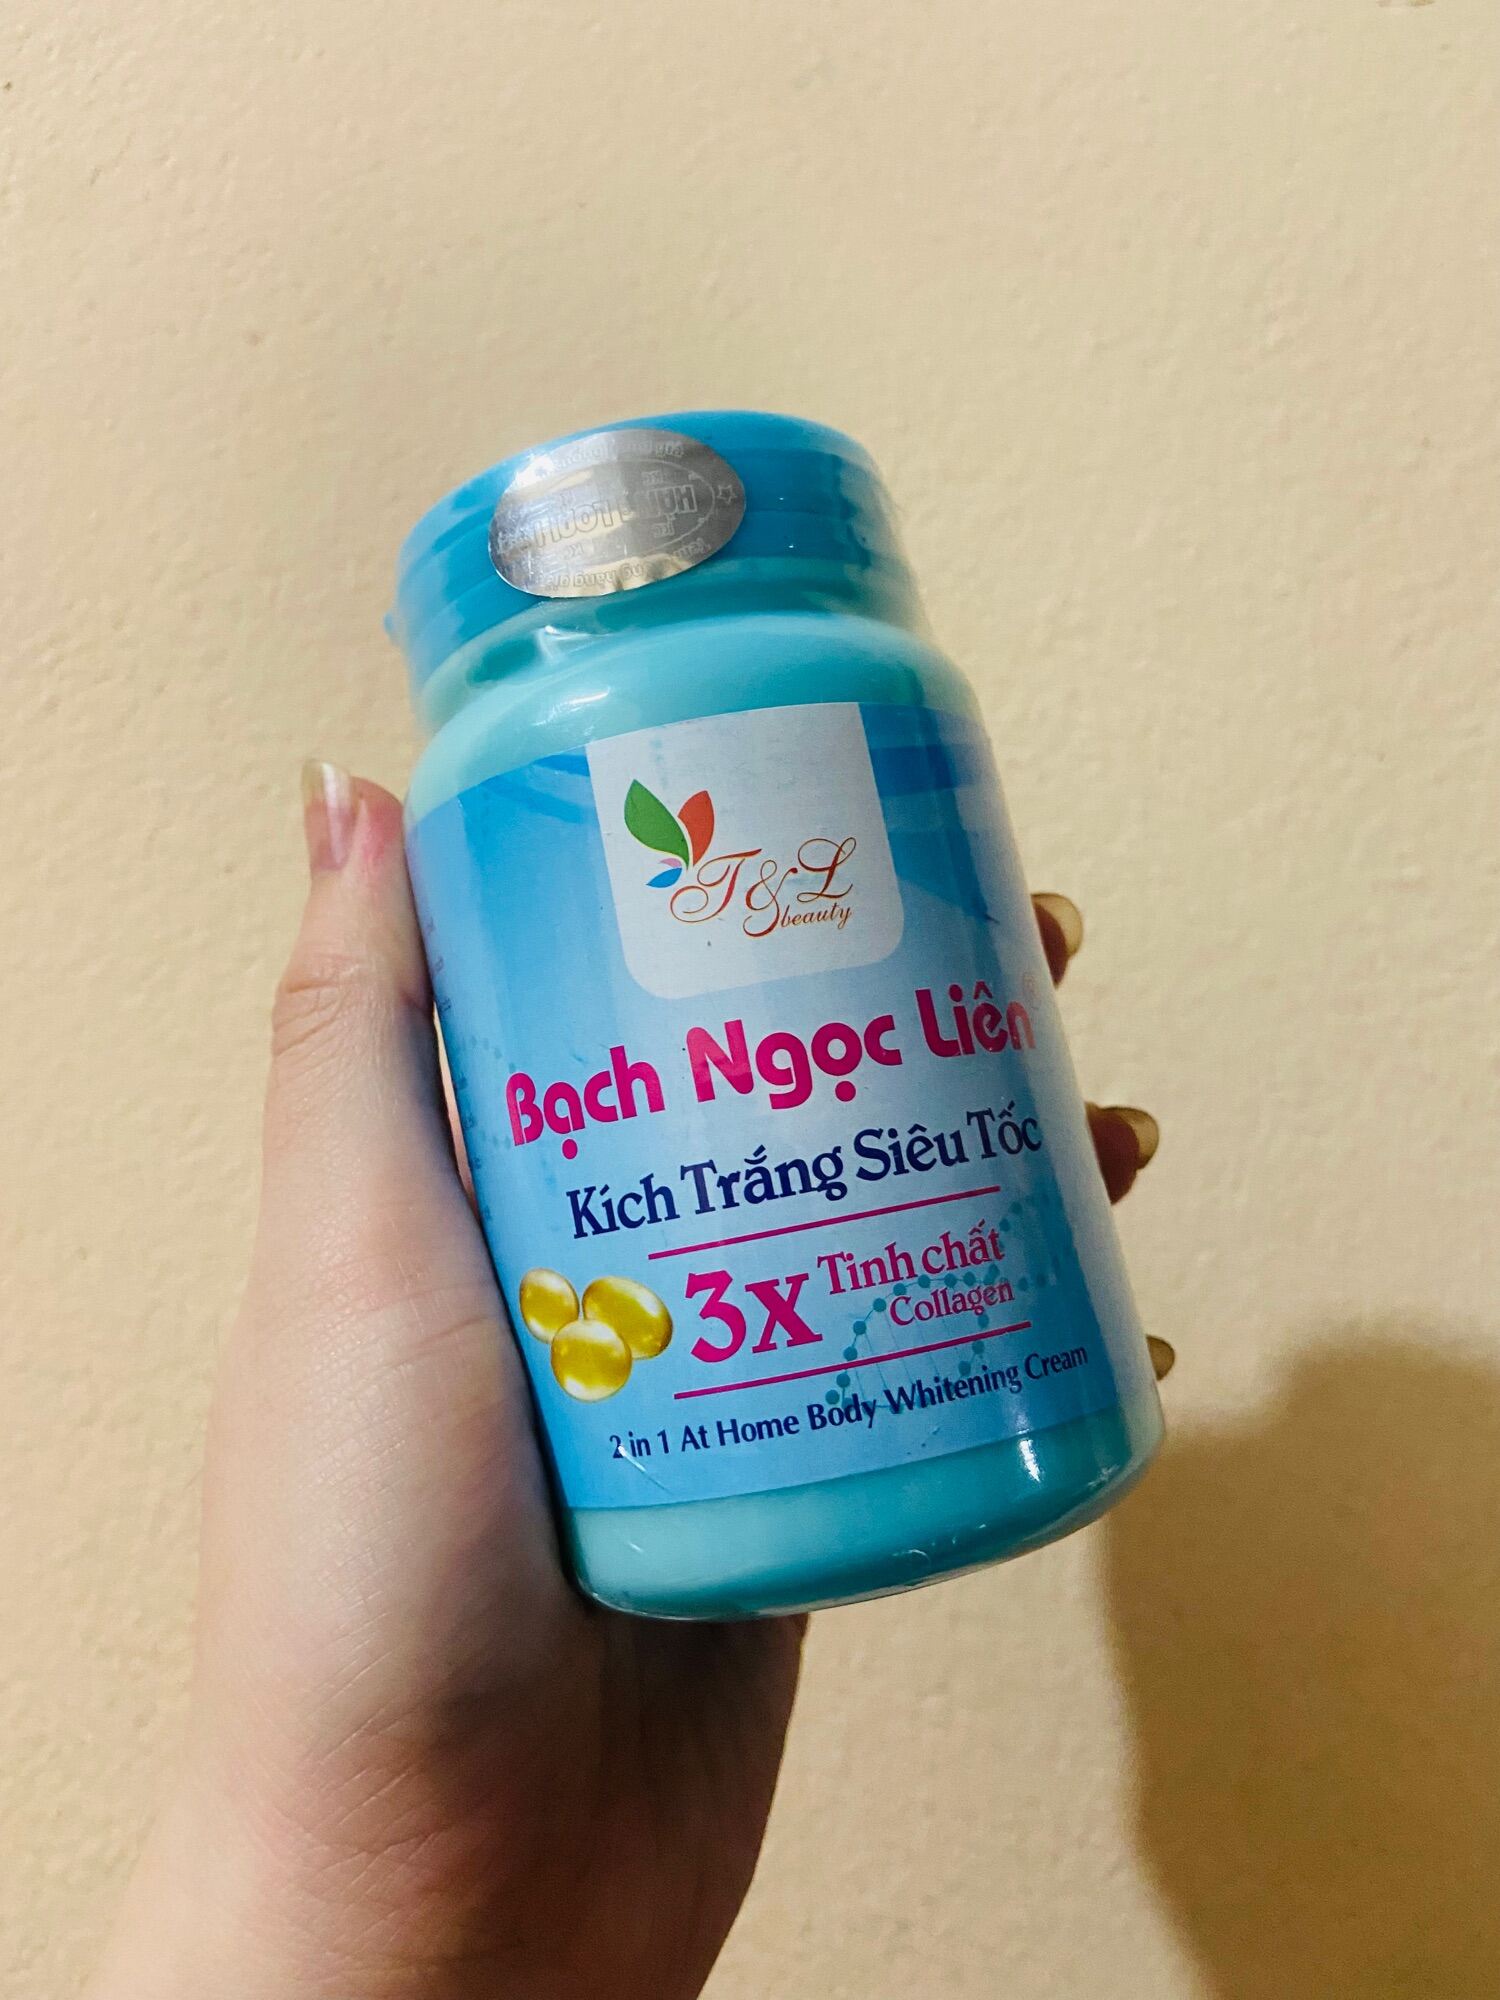 T&L
beauty
Bạch Ngọc Liên®
Kích Trắng Siêu Tốc
3x Tinh chất
Collagen
2 in 1 At Home Body Whitening Cream